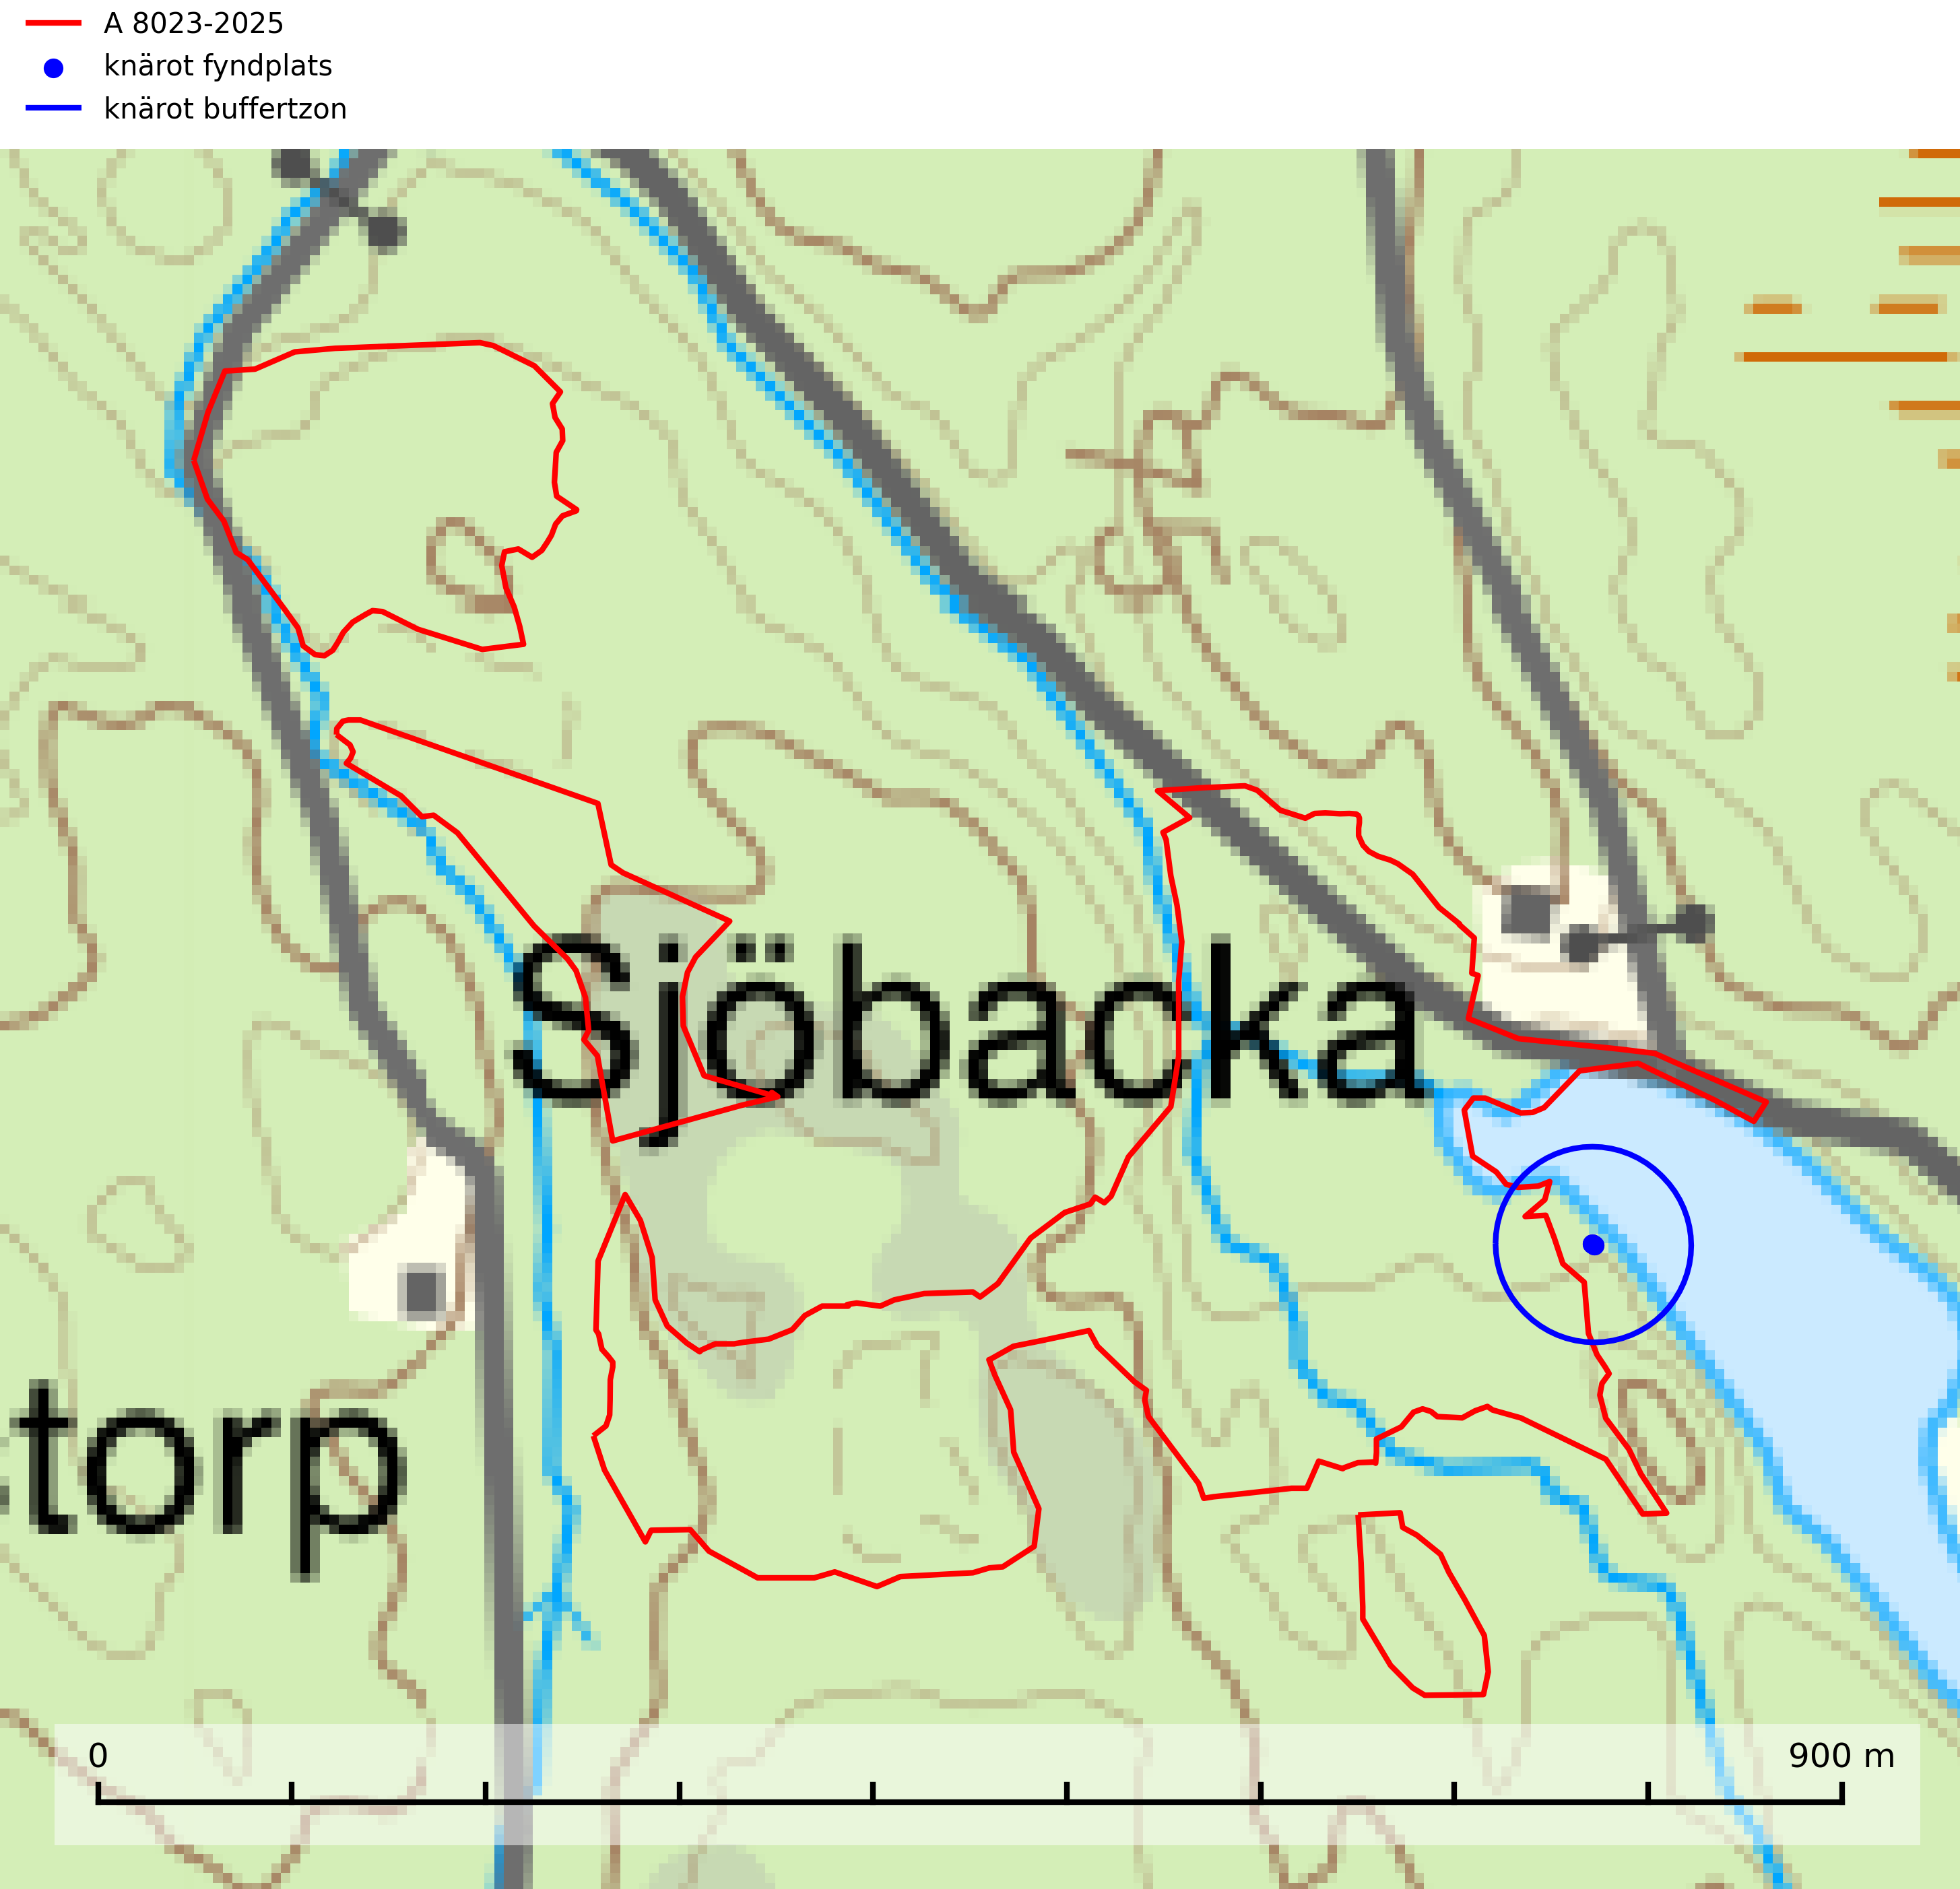 A 8023-2025
knärot fyndplats
knärot buffertzon
Sjöbacka
torp
0 900 m